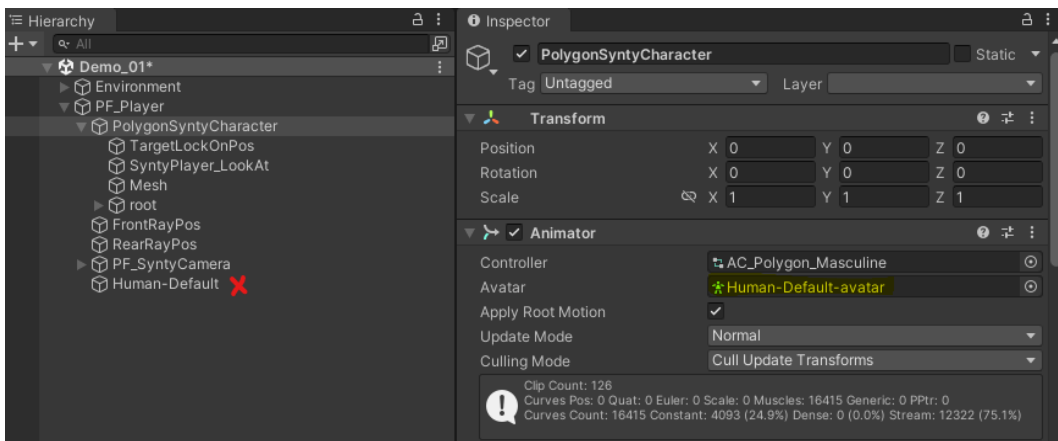 Hierarchy
All
Demo_01*
Environment
PF_Player
PolygonSyntyCharacter
TargetLockOnPos
SyntyPlayer_LookAt
Mesh
root
FrontRayPos
RearRayPos
PF_SyntyCamera
Human-Default
Inspector
PolygonSyntyCharacter Static
Tag Untagged Layer
Transform
Position X 0 Y 0 Z 0
Rotation X 0 Y 0 Z 0
Scale X 1 Y 1 Z 1
Animator
Controller AC_Polygon_Masculine
Avatar Human-Default-avatar
Apply Root Motion
Update Mode Normal
Culling Mode Cull Update Transforms
Clip Count: 126
Curves Pos: 0 Quat: 0 Euler: 0 Scale: 0 Muscles: 16415 Generic: 0 PPtr: 0
Curves Count: 16415 Constant: 4093 (24.9%) Dense: 0 (0.0%) Stream: 12322 (75.1%)